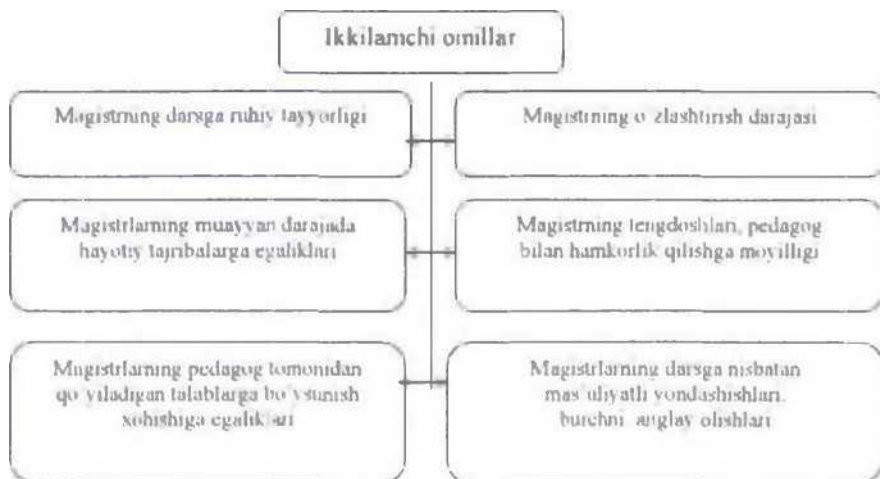 Ikkilamchi omillar
Magistrning darsga ruhiy tayyorligi
Magistrning o'zlashtirish darajasi
Magistrlarning muayyan darajada
hayotiy tajribalarga egaliklari
Magistrning tengdoshlari, pedagog
bilan hamkorlik qilishga moyilligi
Magistrlarning pedagog tomonidan
qo'yiladigan talablarga bo'ysunish
xohishiga egaliklari
Magistrlarning darsga nisbatan
mas'uliyatli yondashishlari,
burchni anglay olishlari